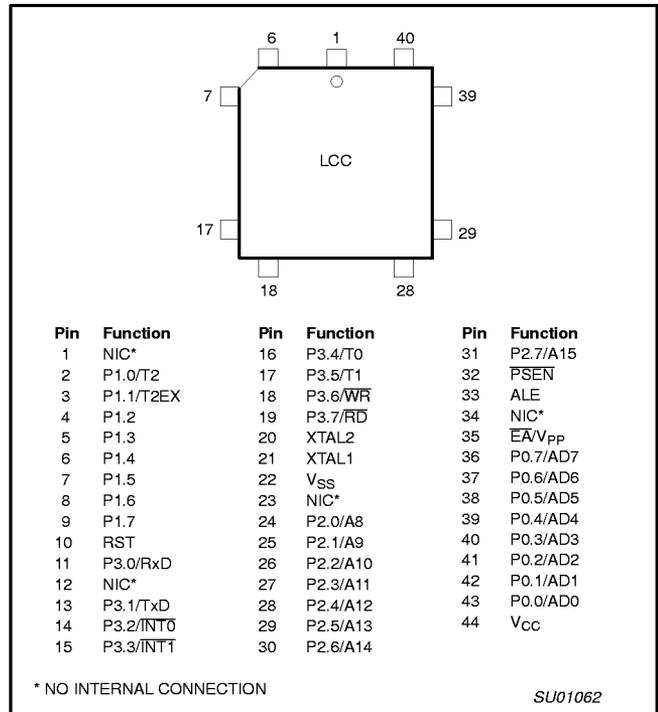 6 1 40
7 39
LCC
17 29
18 28
Pin Function Pin Function Pin Function
1 NIC* 16 P3.4/T0 31 P2.7/A15
2 P1.0/T2 17 P3.5/T1 32 P̅S̅E̅N̅
3 P1.1/T2EX 18 P3.6/W̅R̅ 33 ALE
4 P1.2 19 P3.7/R̅D̅ 34 NIC*
5 P1.3 20 XTAL2 35 E̅A̅/VPP
6 P1.4 21 XTAL1 36 P0.7/AD7
7 P1.5 22 VSS 37 P0.6/AD6
8 P1.6 23 NIC* 38 P0.5/AD5
9 P1.7 24 P2.0/A8 39 P0.4/AD4
10 RST 25 P2.1/A9 40 P0.3/AD3
11 P3.0/RxD 26 P2.2/A10 41 P0.2/AD2
12 NIC* 27 P2.3/A11 42 P0.1/AD1
13 P3.1/TxD 28 P2.4/A12 43 P0.0/AD0
14 P3.2/I̅N̅T̅0̅ 29 P2.5/A13 44 VCC
15 P3.3/I̅N̅T̅1̅ 30 P2.6/A14
* NO INTERNAL CONNECTION
SU01062